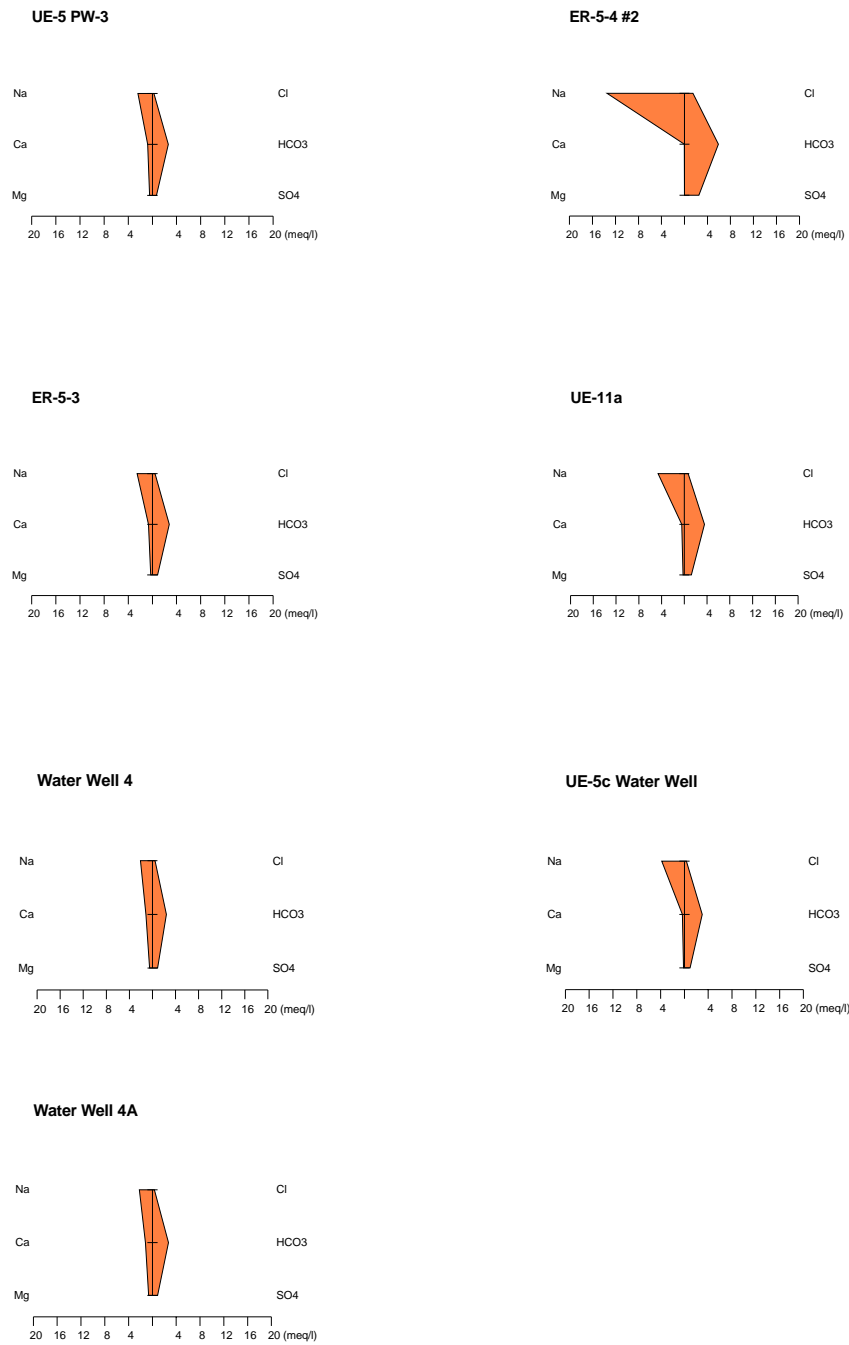 UE-5 PW-3
Na Cl
Ca HCO3
Mg SO4
20 16 12 8 4 4 8 12 16 20 (meq/l)
ER-5-4 #2
Na Cl
Ca HCO3
Mg SO4
20 16 12 8 4 4 8 12 16 20 (meq/l)
ER-5-3
Na Cl
Ca HCO3
Mg SO4
20 16 12 8 4 4 8 12 16 20 (meq/l)
UE-11a
Na Cl
Ca HCO3
Mg SO4
20 16 12 8 4 4 8 12 16 20 (meq/l)
Water Well 4
Na Cl
Ca HCO3
Mg SO4
20 16 12 8 4 4 8 12 16 20 (meq/l)
UE-5c Water Well
Na Cl
Ca HCO3
Mg SO4
20 16 12 8 4 4 8 12 16 20 (meq/l)
Water Well 4A
Na Cl
Ca HCO3
Mg SO4
20 16 12 8 4 4 8 12 16 20 (meq/l)